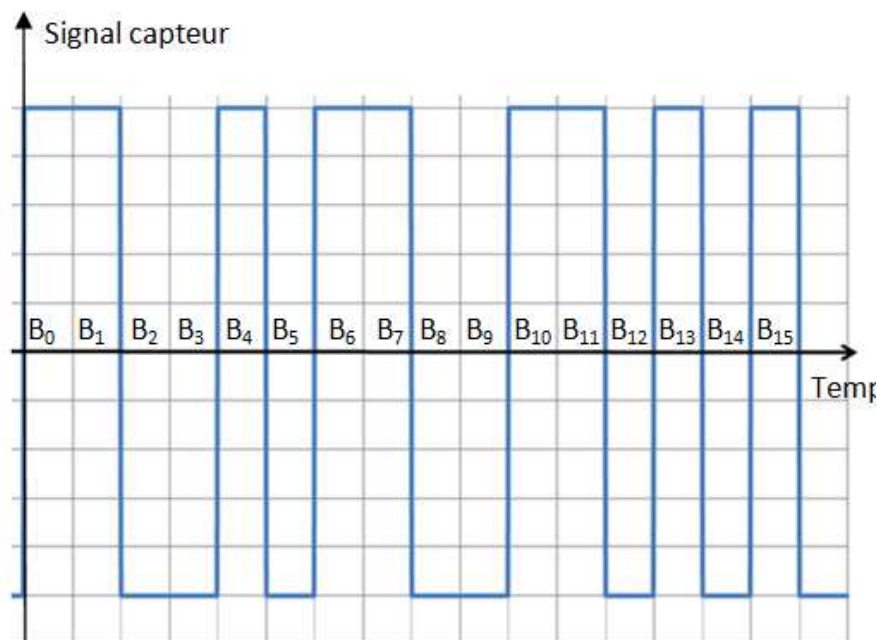 Signal capteur
B₀ B₁ B₂ B₃ B₄ B₅ B₆ B₇ B₈ B₉ B₁₀ B₁₁ B₁₂ B₁₃ B₁₄ B₁₅
Temp